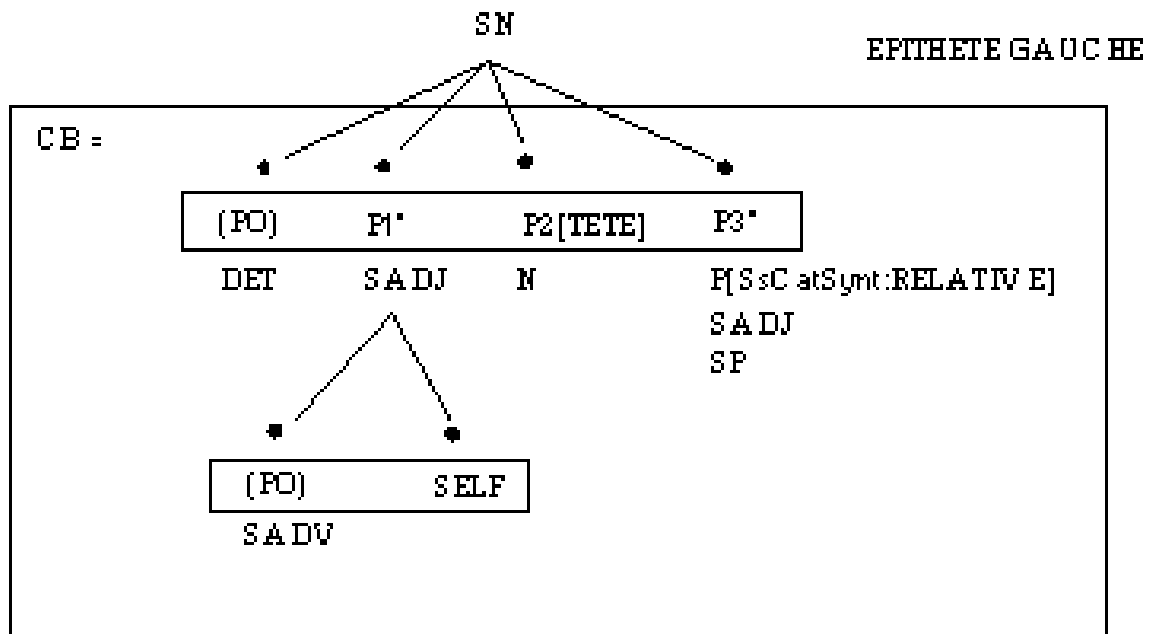 SN
EPITHETE GAUCHE
CB =
(P0) P1* P2[TETE] P3*
DET SADJ N P[SsCatSynt:RELATIVE]
SADJ
SP
(P0) SELF
SADV